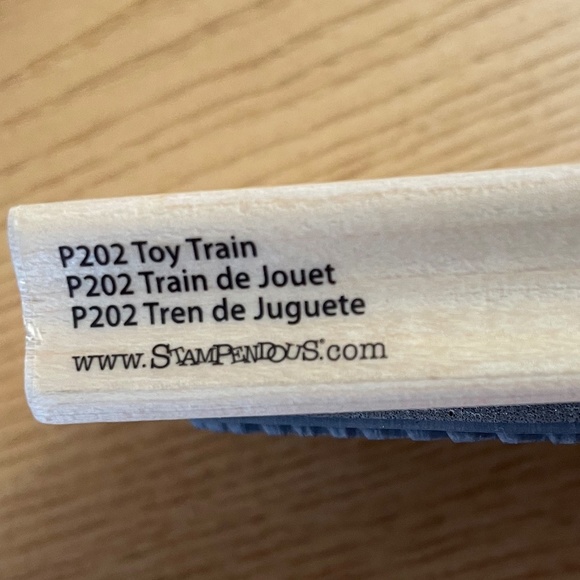 P202 Toy Train
P202 Train de Jouet
P202 Tren de Juguete
www.STAMPENDOUS®.com